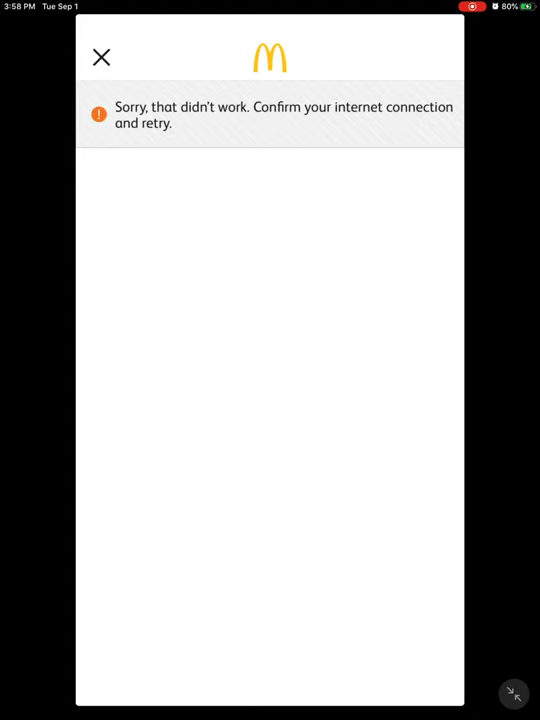 3:58 PM Tue Sep 1
80%
Sorry, that didn't work. Confirm your internet connection
and retry.